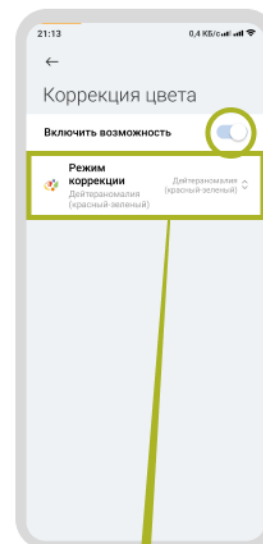 21:13 0,4 КБ/с
Коррекция цвета
Включить возможность
Режим
коррекции
Дейтераномалия
(красный-зеленый)
Дейтераномалия
(красный-зеленый)